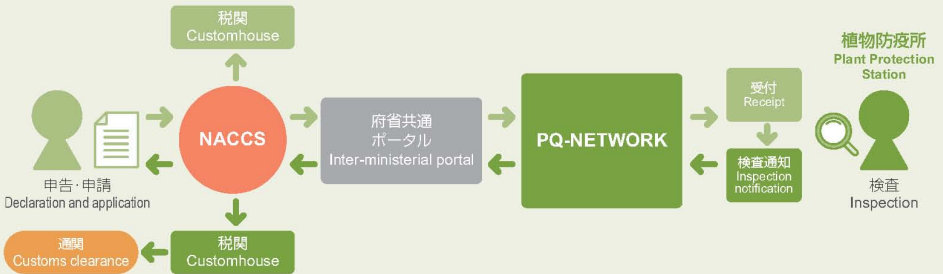 税関
Customhouse
植物防疫所
Plant Protection
Station
申告・申請
Declaration and application
NACCS
府省共通
ポータル
Inter-ministerial portal
PQ-NETWORK
受付
Receipt
検査通知
Inspection
notification
検査
Inspection
通関
Customs clearance
税関
Customhouse